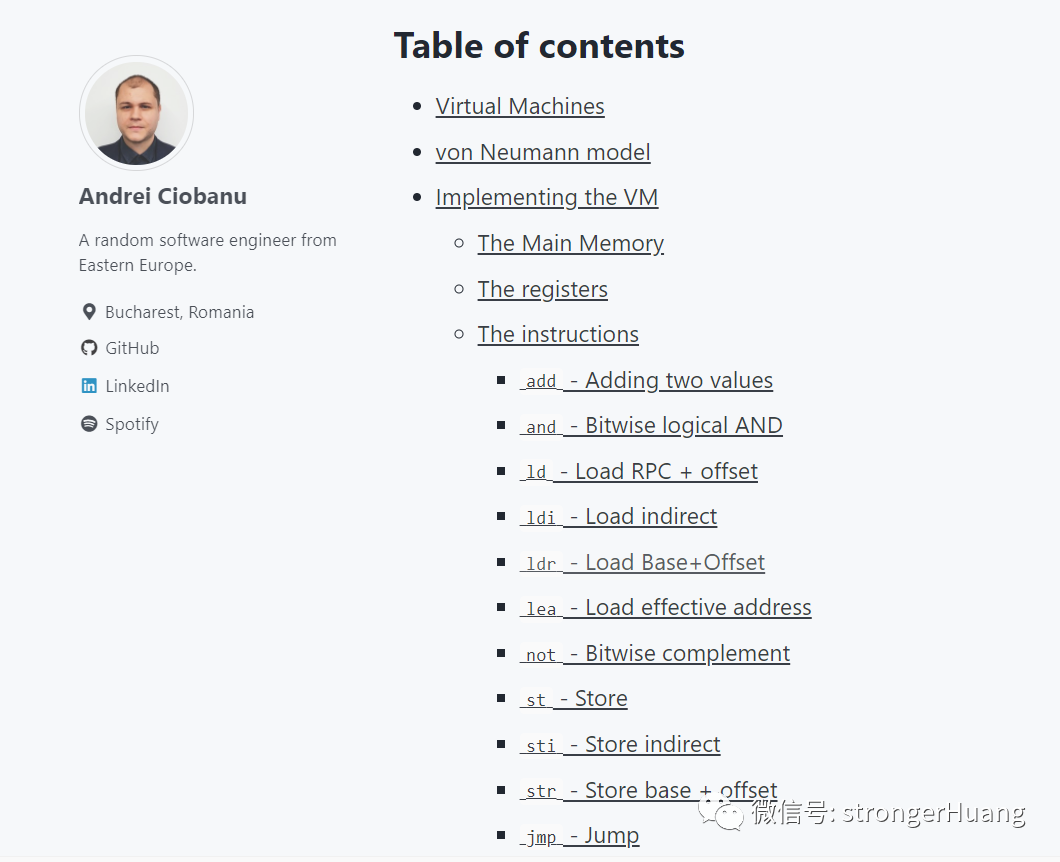 Andrei Ciobanu
A random software engineer from
Eastern Europe.
Bucharest, Romania
GitHub
LinkedIn
Spotify
Table of contents
Virtual Machines
von Neumann model
Implementing the VM
The Main Memory
The registers
The instructions
add - Adding two values
and - Bitwise logical AND
ld - Load RPC + offset
ldi - Load indirect
ldr - Load Base+Offset
lea - Load effective address
not - Bitwise complement
st - Store
sti - Store indirect
str - Store base + offset
jmp - Jump
微信号: strongerHuang